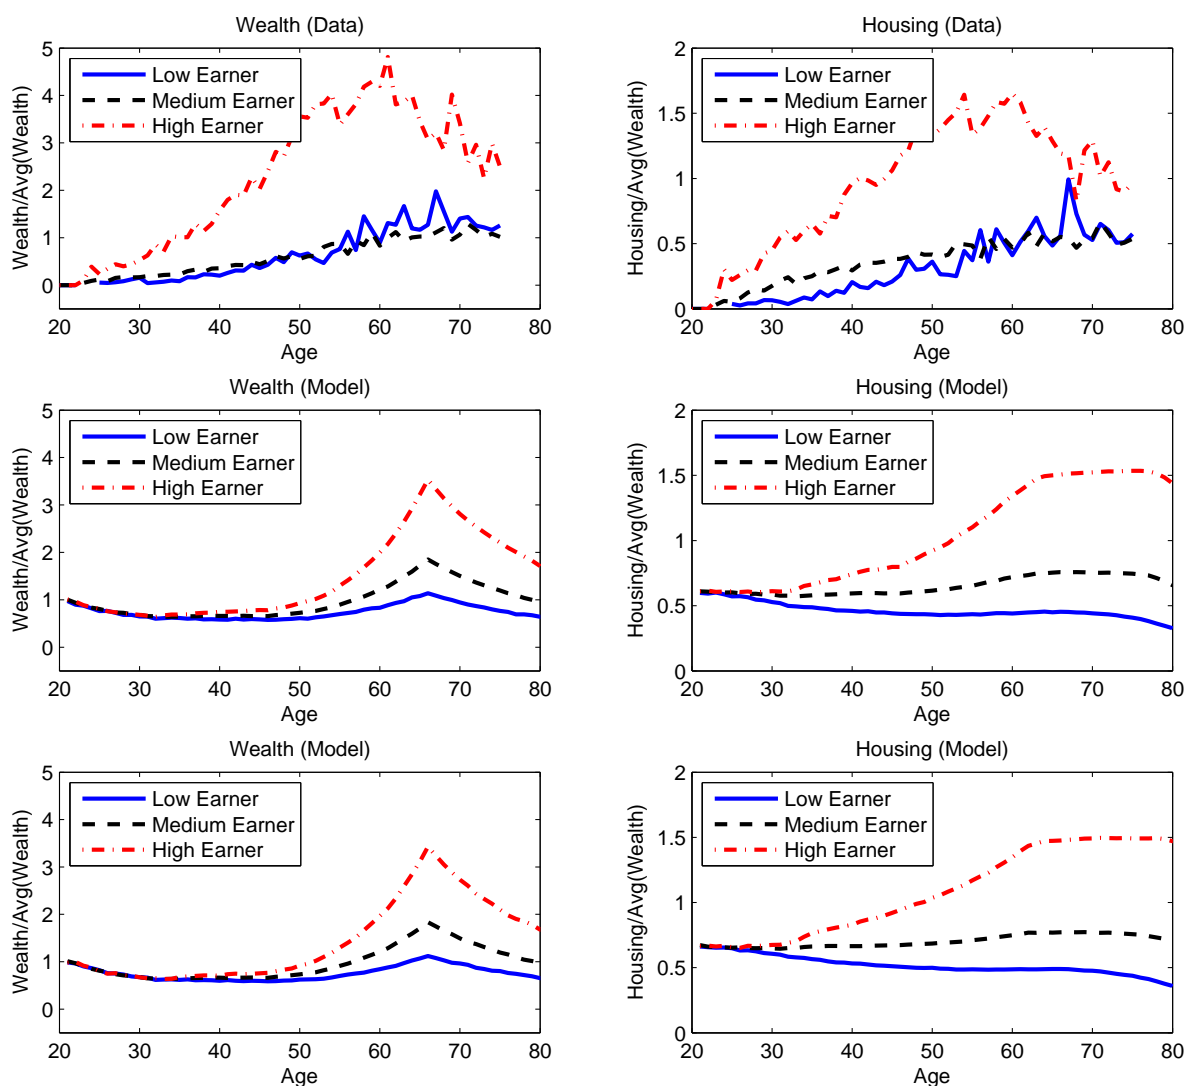 Wealth (Data)
Wealth/Avg(Wealth)
5
4
3
2
1
0
Low Earner
Medium Earner
High Earner
20 30 40 50 60 70 80
Age
Housing (Data)
Housing/Avg(Wealth)
2
1.5
1
0.5
0
Low Earner
Medium Earner
High Earner
20 30 40 50 60 70 80
Age
Wealth (Model)
Wealth/Avg(Wealth)
5
4
3
2
1
0
Low Earner
Medium Earner
High Earner
20 30 40 50 60 70 80
Age
Housing (Model)
Housing/Avg(Wealth)
2
1.5
1
0.5
0
Low Earner
Medium Earner
High Earner
20 30 40 50 60 70 80
Age
Wealth (Model)
Wealth/Avg(Wealth)
5
4
3
2
1
0
Low Earner
Medium Earner
High Earner
20 30 40 50 60 70 80
Age
Housing (Model)
Housing/Avg(Wealth)
2
1.5
1
0.5
0
Low Earner
Medium Earner
High Earner
20 30 40 50 60 70 80
Age